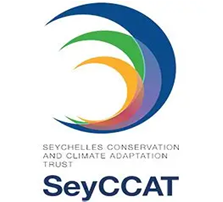 SEYCHELLES CONSERVATION
AND CLIMATE ADAPTATION
TRUST
SeyCCAT